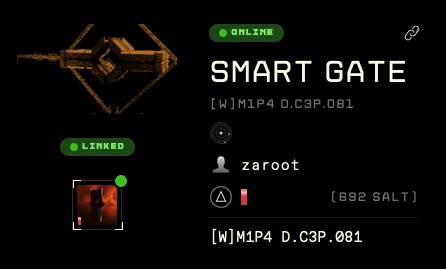 ONLINE
SMART GATE
[W]M1P4 D.C3P.081
LINKED
zaroot
[692 SALT]
[W]M1P4 D.C3P.081